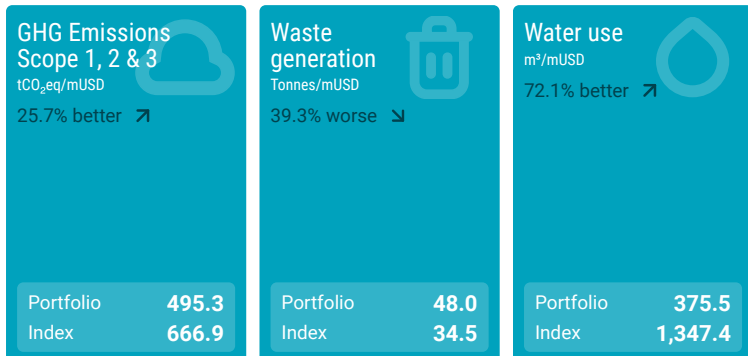 GHG Emissions
Scope 1, 2 & 3
tCO₂eq/mUSD
25.7% better
Portfolio 495.3
Index 666.9
Waste
generation
Tonnes/mUSD
39.3% worse
Portfolio 48.0
Index 34.5
Water use
m³/mUSD
72.1% better
Portfolio 375.5
Index 1,347.4